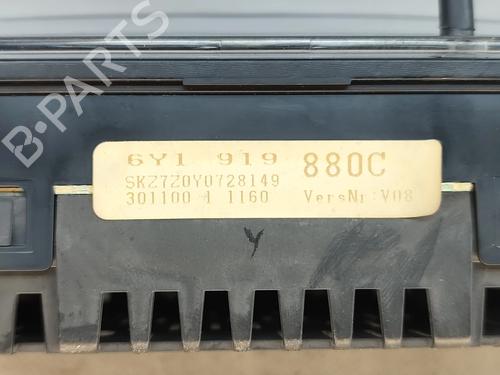 B-PARTS
6Y1 919 880C
SKZ7Z0Y0728149
301100 1 1160 VersNr:V08
Y